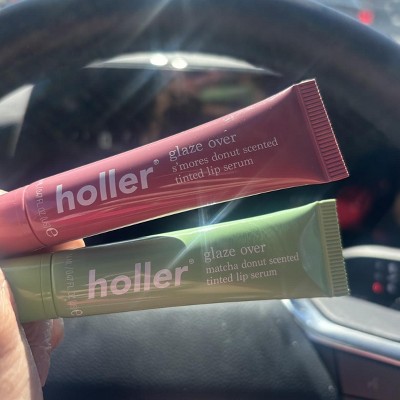 holler®
glaze over
s'mores donut scented
tinted lip serum
holler®
glaze over
matcha donut scented
tinted lip serum